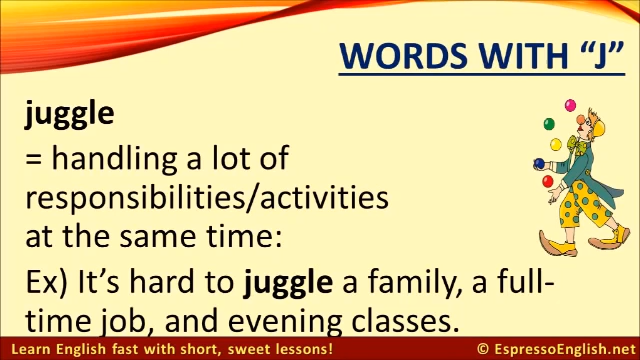 WORDS WITH “J”
juggle
= handling a lot of
responsibilities/activities
at the same time:
Ex) It’s hard to juggle a family, a full-
time job, and evening classes.
Learn English fast with short, sweet lessons!
© EspressoEnglish.net